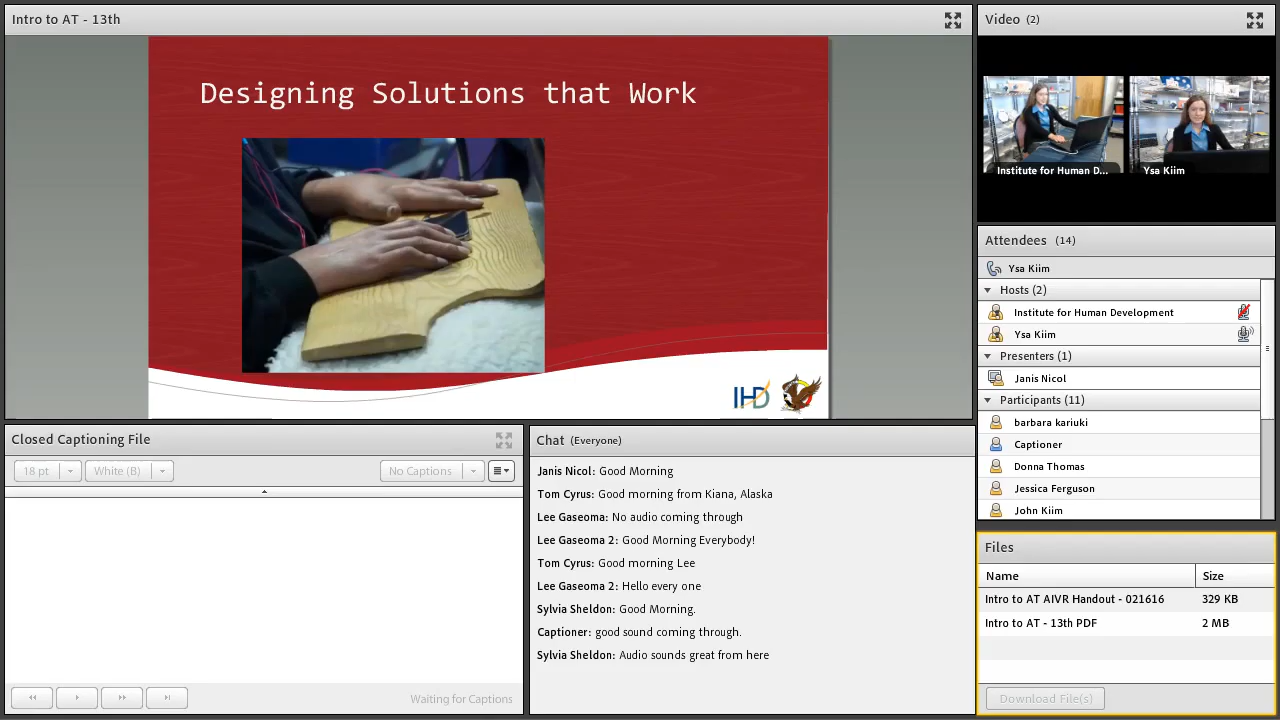 Intro to AT - 13th
Designing Solutions that Work
IHD
Video (2)
Institute for Human D...
Ysa Kiim
Attendees (14)
Ysa Kiim
Hosts (2)
Institute for Human Development
Ysa Kiim
Presenters (1)
Janis Nicol
Participants (11)
barbara kariuki
Captioner
Donna Thomas
Jessica Ferguson
John Kiim
Closed Captioning File
18 pt
White (B)
No Captions
Waiting for Captions
Chat (Everyone)
Janis Nicol: Good Morning
Tom Cyrus: Good morning from Kiana, Alaska
Lee Gaseoma: No audio coming through
Lee Gaseoma 2: Good Morning Everybody!
Tom Cyrus: Good morning Lee
Lee Gaseoma 2: Hello every one
Sylvia Sheldon: Good Morning.
Captioner: good sound coming through.
Sylvia Sheldon: Audio sounds great from here
Files
Name Size
Intro to AT AIVR Handout - 021616 329 KB
Intro to AT - 13th PDF 2 MB
Download File(s)